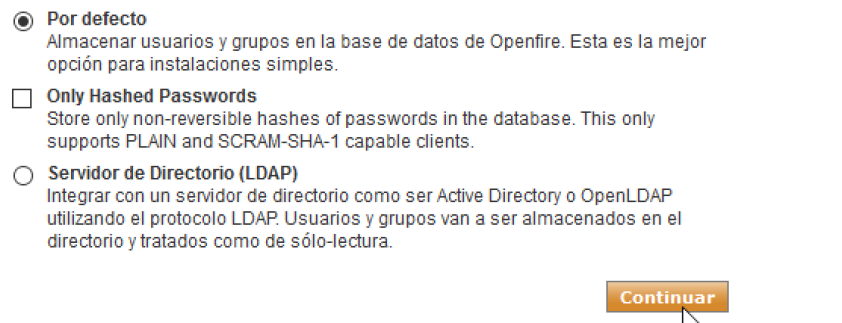 Por defecto
Almacenar usuarios y grupos en la base de datos de Openfire. Esta es la mejor
opción para instalaciones simples.
Only Hashed Passwords
Store only non-reversible hashes of passwords in the database. This only
supports PLAIN and SCRAM-SHA-1 capable clients.
Servidor de Directorio (LDAP)
Integrar con un servidor de directorio como ser Active Directory o OpenLDAP
utilizando el protocolo LDAP. Usuarios y grupos van a ser almacenados en el
directorio y tratados como de sólo-lectura.
Continuar